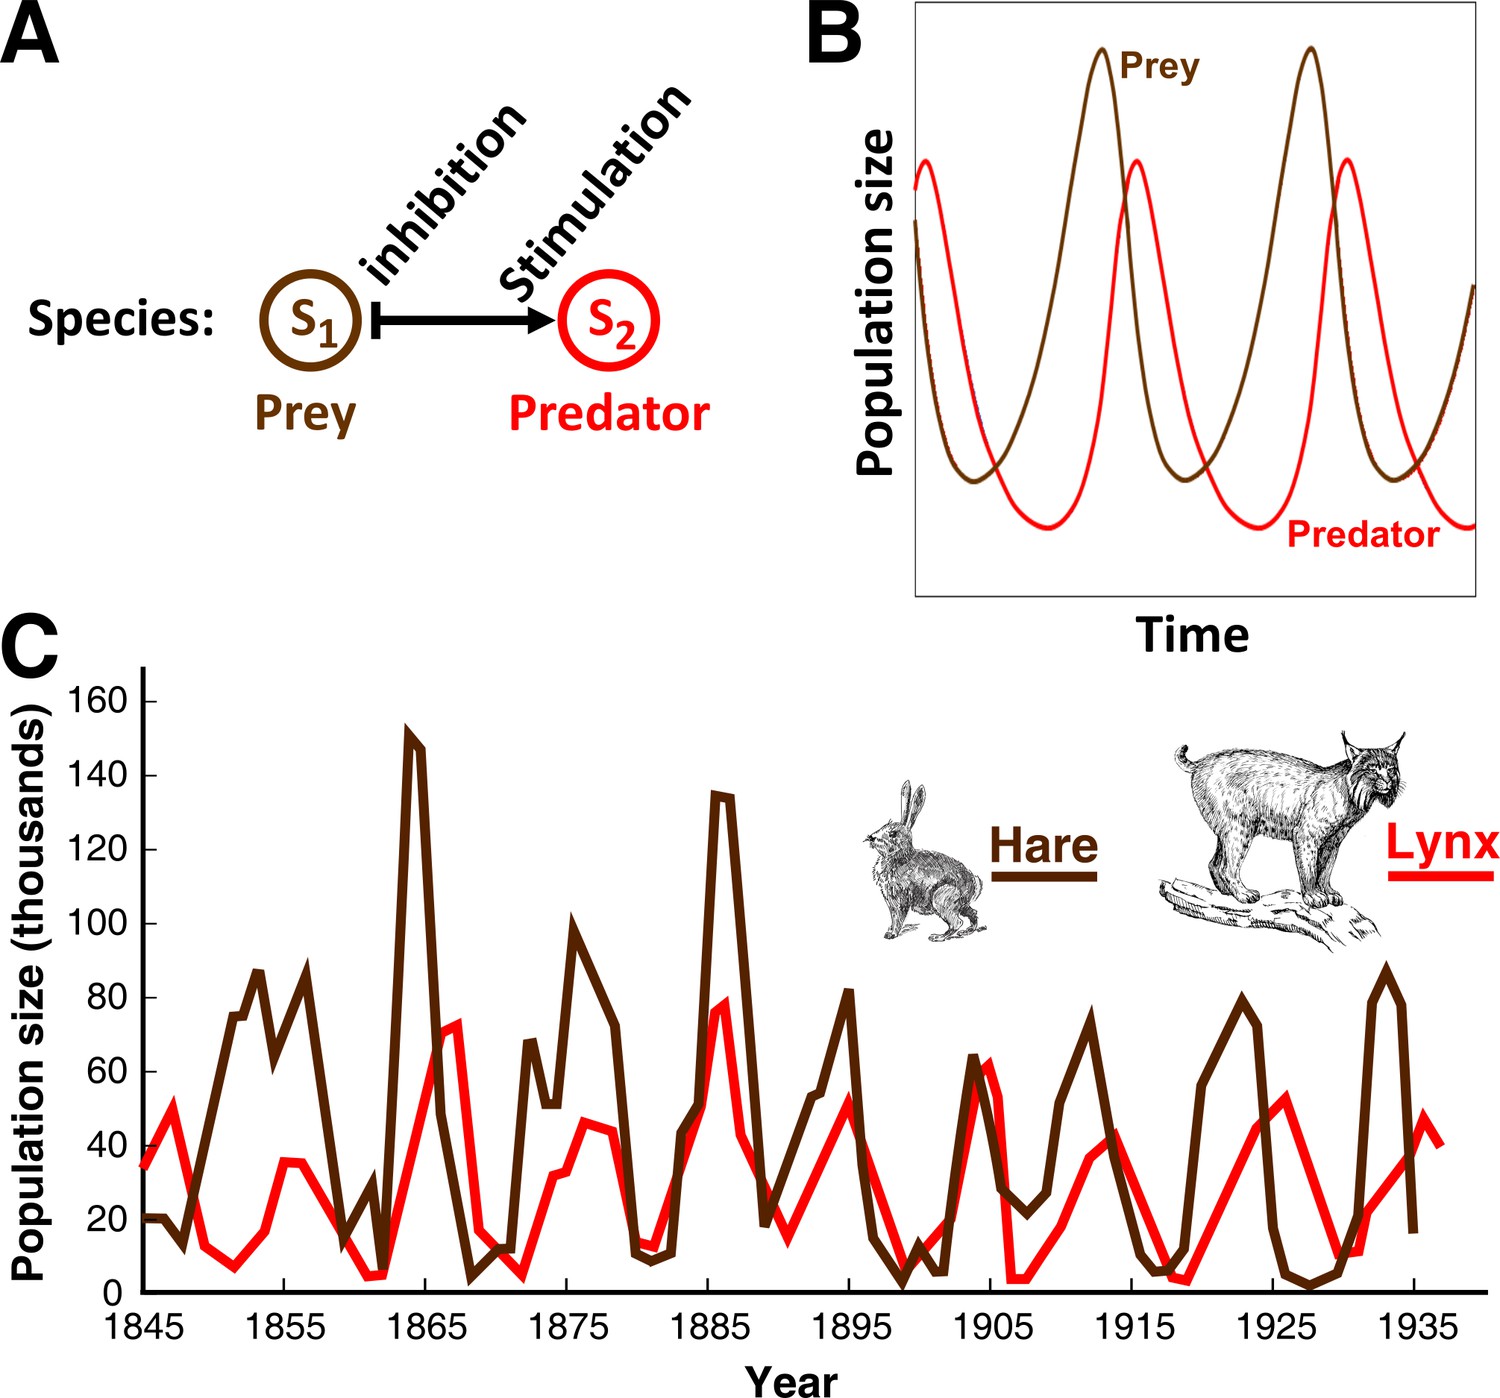 A
inhibition
Stimulation
Species:
S1
S2
Prey
Predator
B
Population size
Prey
Predator
Time
C
Population size (thousands)
160
140
120
100
80
60
40
20
0
Hare
Lynx
1845 1855 1865 1875 1885 1895 1905 1915 1925 1935
Year